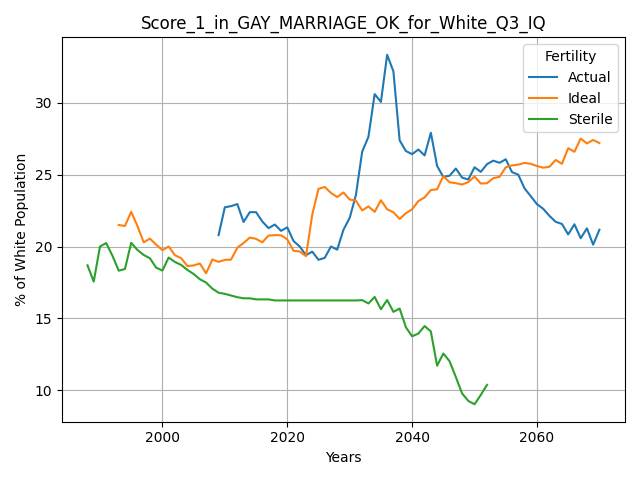 Score_1_in_GAY_MARRIAGE_OK_for_White_Q3_IQ
Fertility
Actual
Ideal
Sterile
% of White Population
30
25
20
15
10
2000
2020
2040
2060
Years